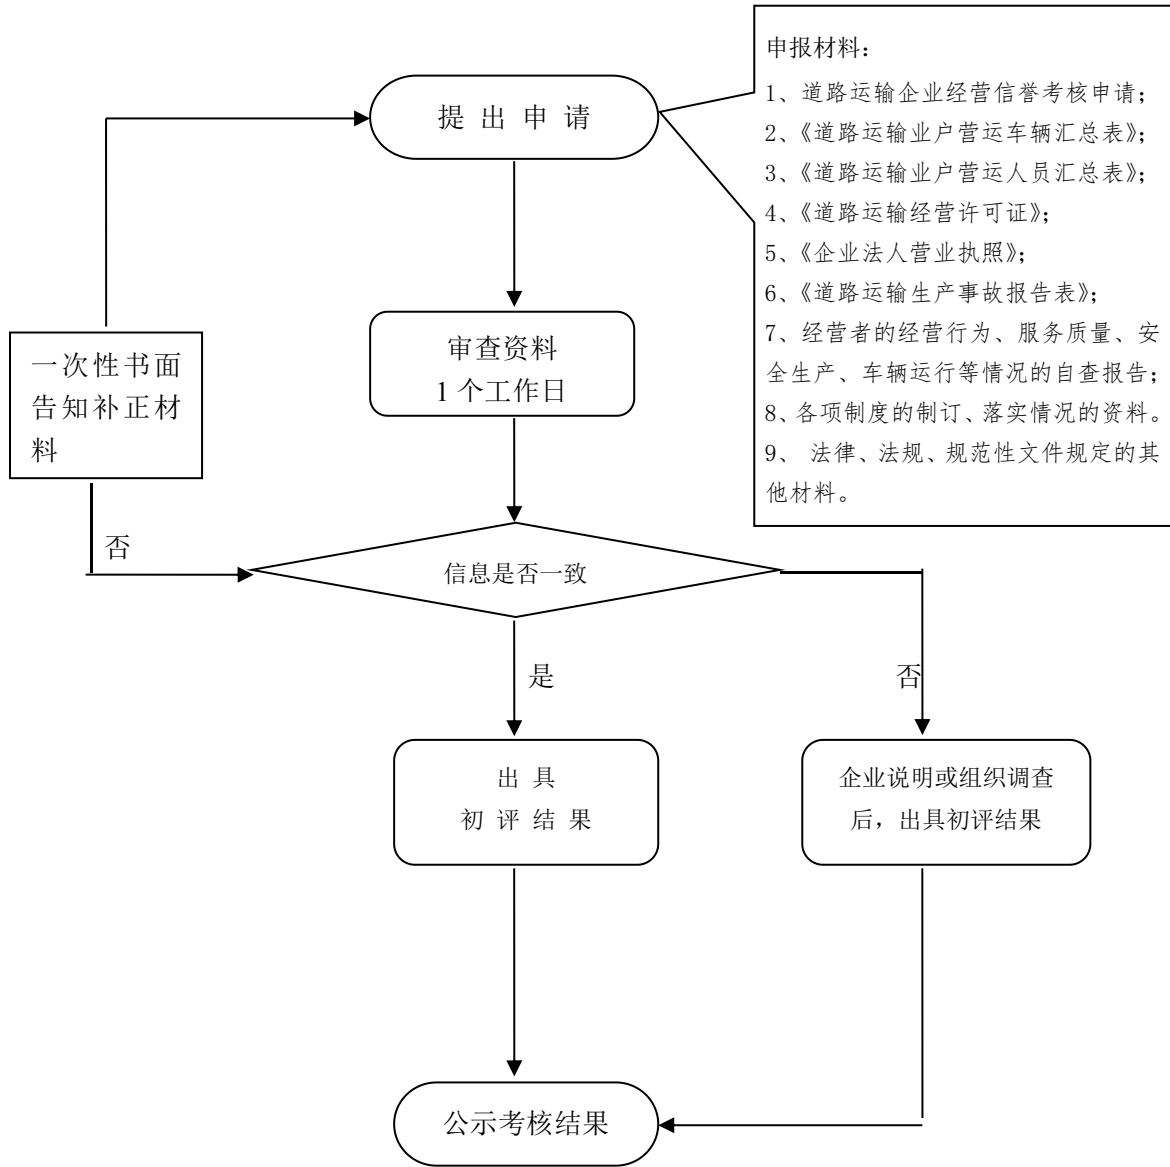 申报材料：
1、道路运输企业经营信誉考核申请；
2、《道路运输业户营运车辆汇总表》；
3、《道路运输业户营运人员汇总表》；
4、《道路运输经营许可证》；
5、《企业法人营业执照》；
6、《道路运输生产事故报告表》；
7、经营者的经营行为、服务质量、安
全生产、车辆运行等情况的自查报告；
8、各项制度的制订、落实情况的资料。
9、 法律、法规、规范性文件规定的其
他材料。
提 出 申 请
审查资料
1 个工作日
一次性书面
告知补正材
料
否
信息是否一致
是
否
出 具
初 评 结 果
企业说明或组织调查
后，出具初评结果
公示考核结果